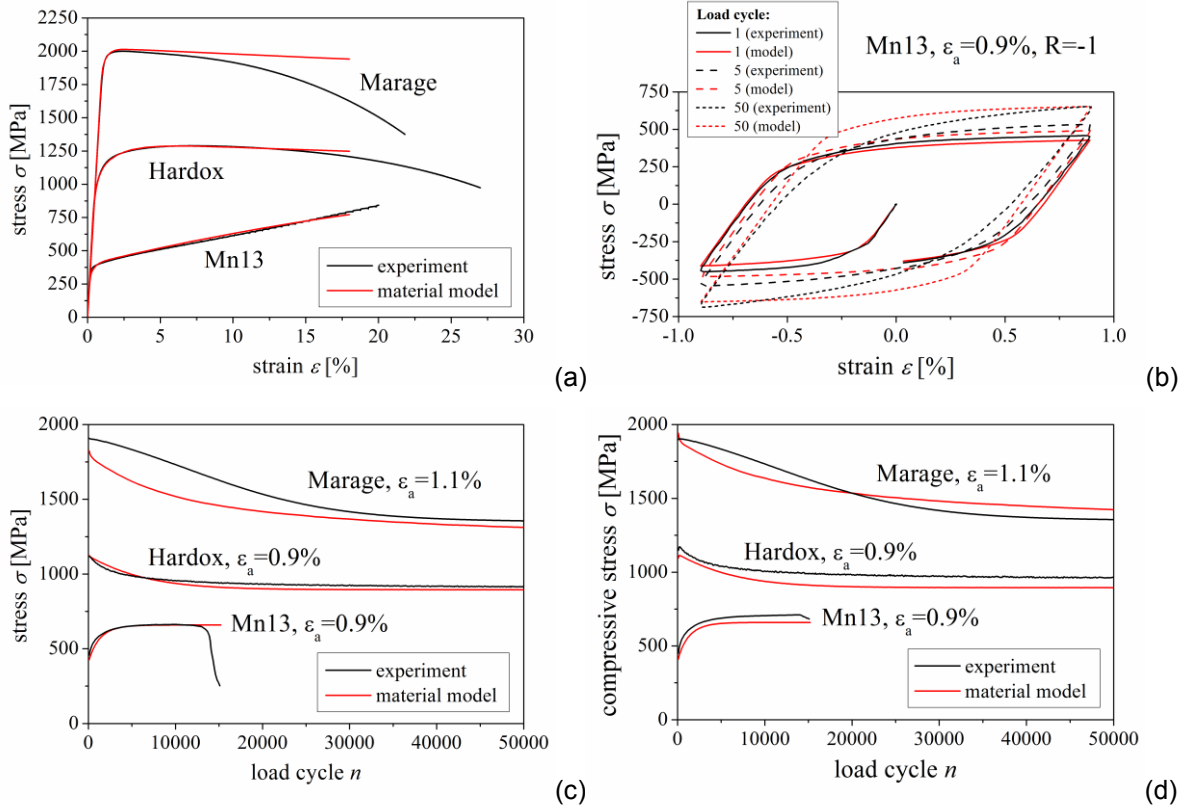 2250
2000
1750
1500
1250
1000
750
500
250
0
stress σ [MPa]
Marage
Hardox
Mn13
experiment
material model
0 5 10 15 20 25 30
strain ε [%]
(a)
Load cycle:
1 (experiment)
1 (model)
5 (experiment)
5 (model)
50 (experiment)
50 (model)
Mn13, εa=0.9%, R=-1
750
500
250
0
-250
-500
-750
stress σ [MPa]
-1.0 -0.5 0.0 0.5 1.0
strain ε [%]
(b)
2000
1500
1000
500
0
stress σ [MPa]
Marage, εa=1.1%
Hardox, εa=0.9%
Mn13, εa=0.9%
experiment
material model
0 10000 20000 30000 40000 50000
load cycle n
(c)
2000
1500
1000
500
0
compressive stress σ [MPa]
Marage, εa=1.1%
Hardox, εa=0.9%
Mn13, εa=0.9%
experiment
material model
0 10000 20000 30000 40000 50000
load cycle n
(d)